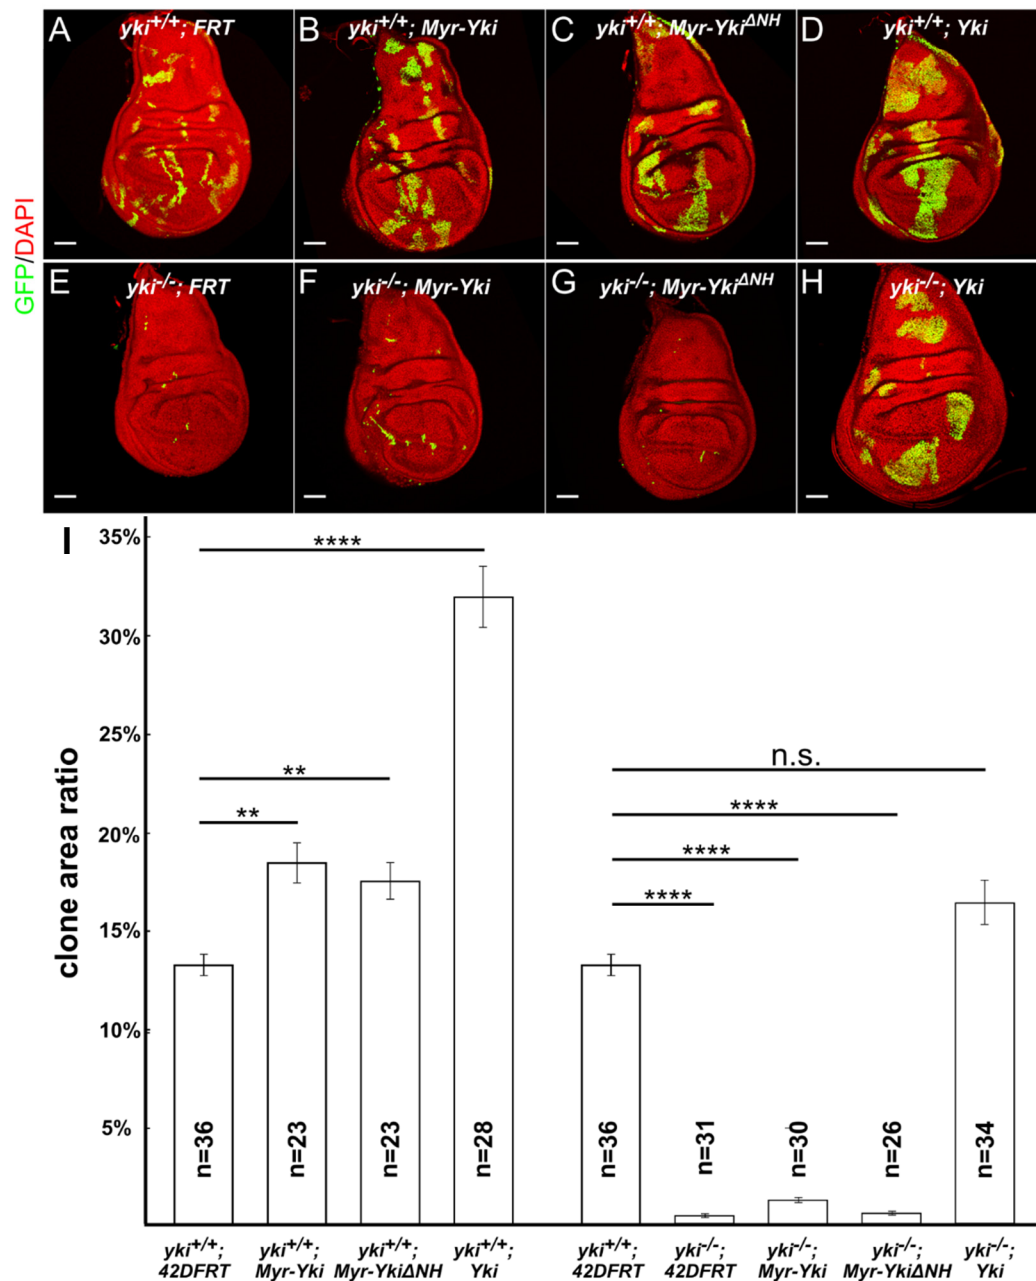 A yki+/+; FRT
B yki+/+; Myr-Yki
C yki+/+; Myr-YkiΔNH
D yki+/+; Yki
GFP/DAPI
E yki-/-; FRT
F yki-/-; Myr-Yki
G yki-/-; Myr-YkiΔNH
H yki-/-; Yki
I
clone area ratio
35%
30%
25%
20%
15%
10%
5%
****
**
**
n.s.
****
****
****
n=36
n=23
n=23
n=28
n=36
n=31
n=30
n=26
n=34
yki+/+;
42DFRT
yki+/+;
Myr-Yki
yki+/+;
Myr-YkiΔNH
yki+/+;
Yki
yki+/+;
42DFRT
yki-/-;
42DFRT
yki-/-;
Myr-Yki
yki-/-;
Myr-YkiΔNH
yki-/-;
Yki